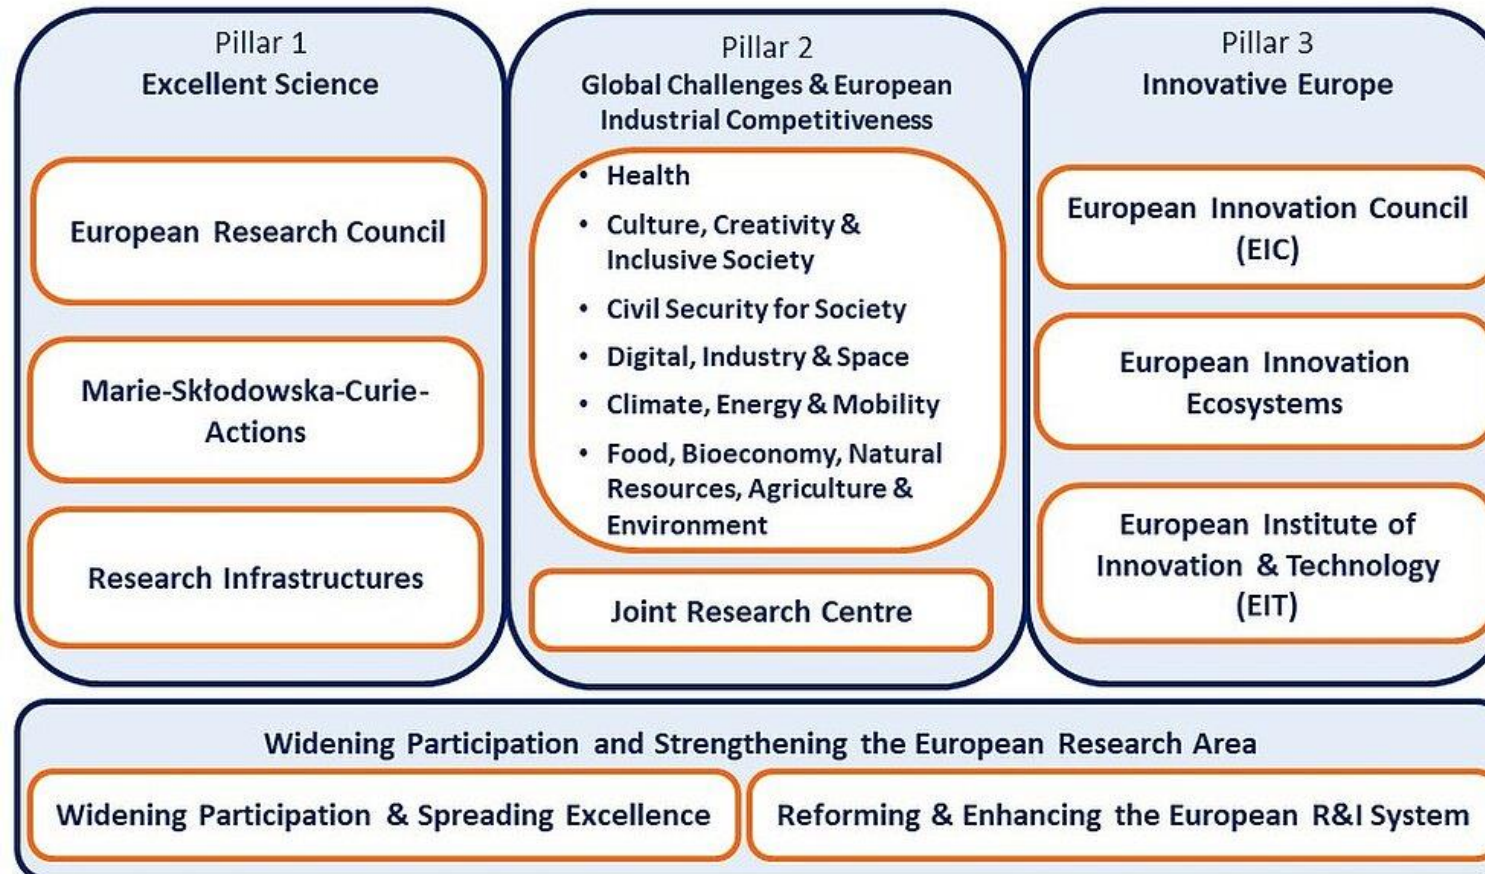 Pillar 1
Excellent Science
European Research Council
Marie-Skłodowska-Curie-
Actions
Research Infrastructures
Pillar 2
Global Challenges & European
Industrial Competitiveness
• Health
• Culture, Creativity &
Inclusive Society
• Civil Security for Society
• Digital, Industry & Space
• Climate, Energy & Mobility
• Food, Bioeconomy, Natural
Resources, Agriculture &
Environment
Joint Research Centre
Pillar 3
Innovative Europe
European Innovation Council
(EIC)
European Innovation
Ecosystems
European Institute of
Innovation & Technology
(EIT)
Widening Participation and Strengthening the European Research Area
Widening Participation & Spreading Excellence
Reforming & Enhancing the European R&I System